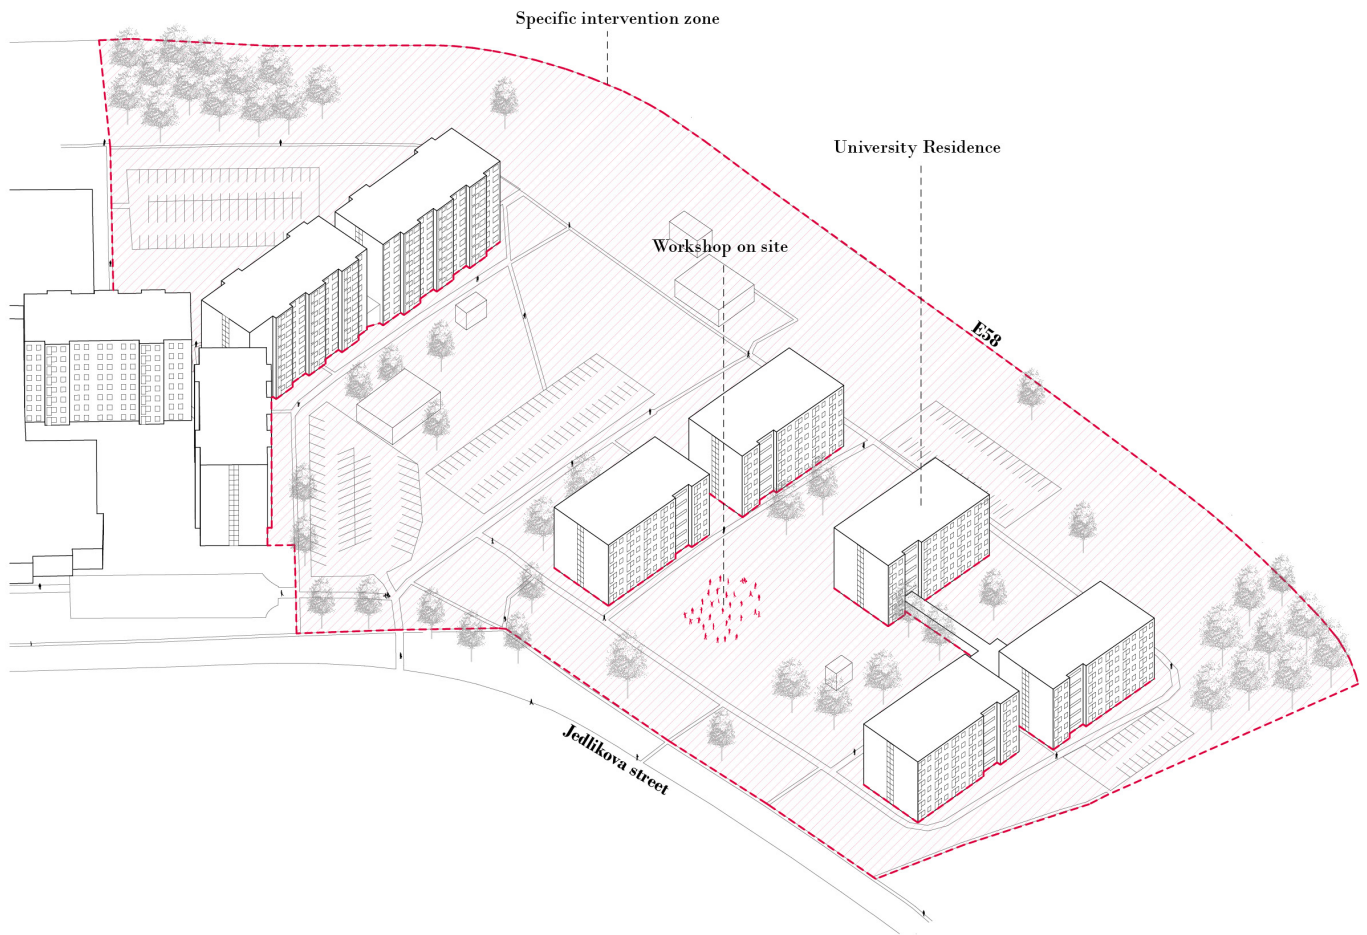 Specific intervention zone
University Residence
Workshop on site
E58
Jedlikova street